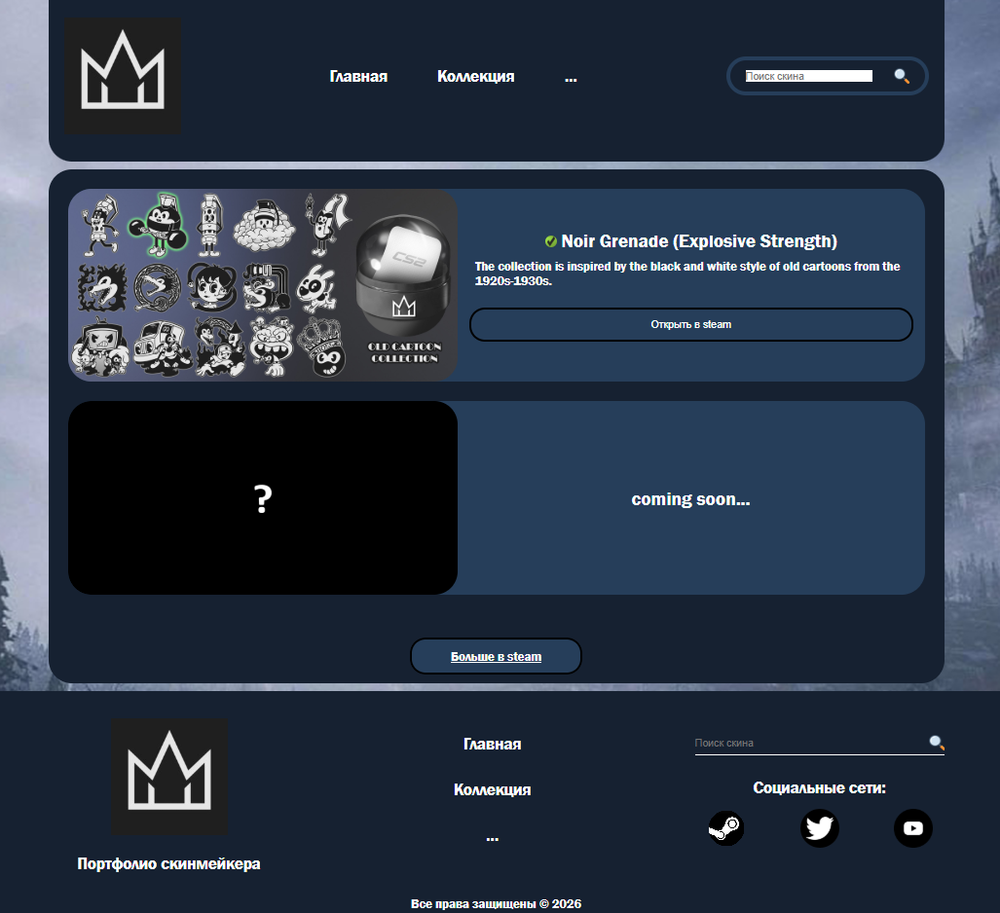 Главная
Коллекция
...
Поиск скина
CS2
OLD CARTOON
COLLECTION
Noir Grenade (Explosive Strength)
The collection is inspired by the black and white style of old cartoons from the
1920s-1930s.
Открыть в steam
?
coming soon...
Больше в steam
Главная
Коллекция
...
Портфолио скинмейкера
Поиск скина
Социальные сети:
Все права защищены © 2026